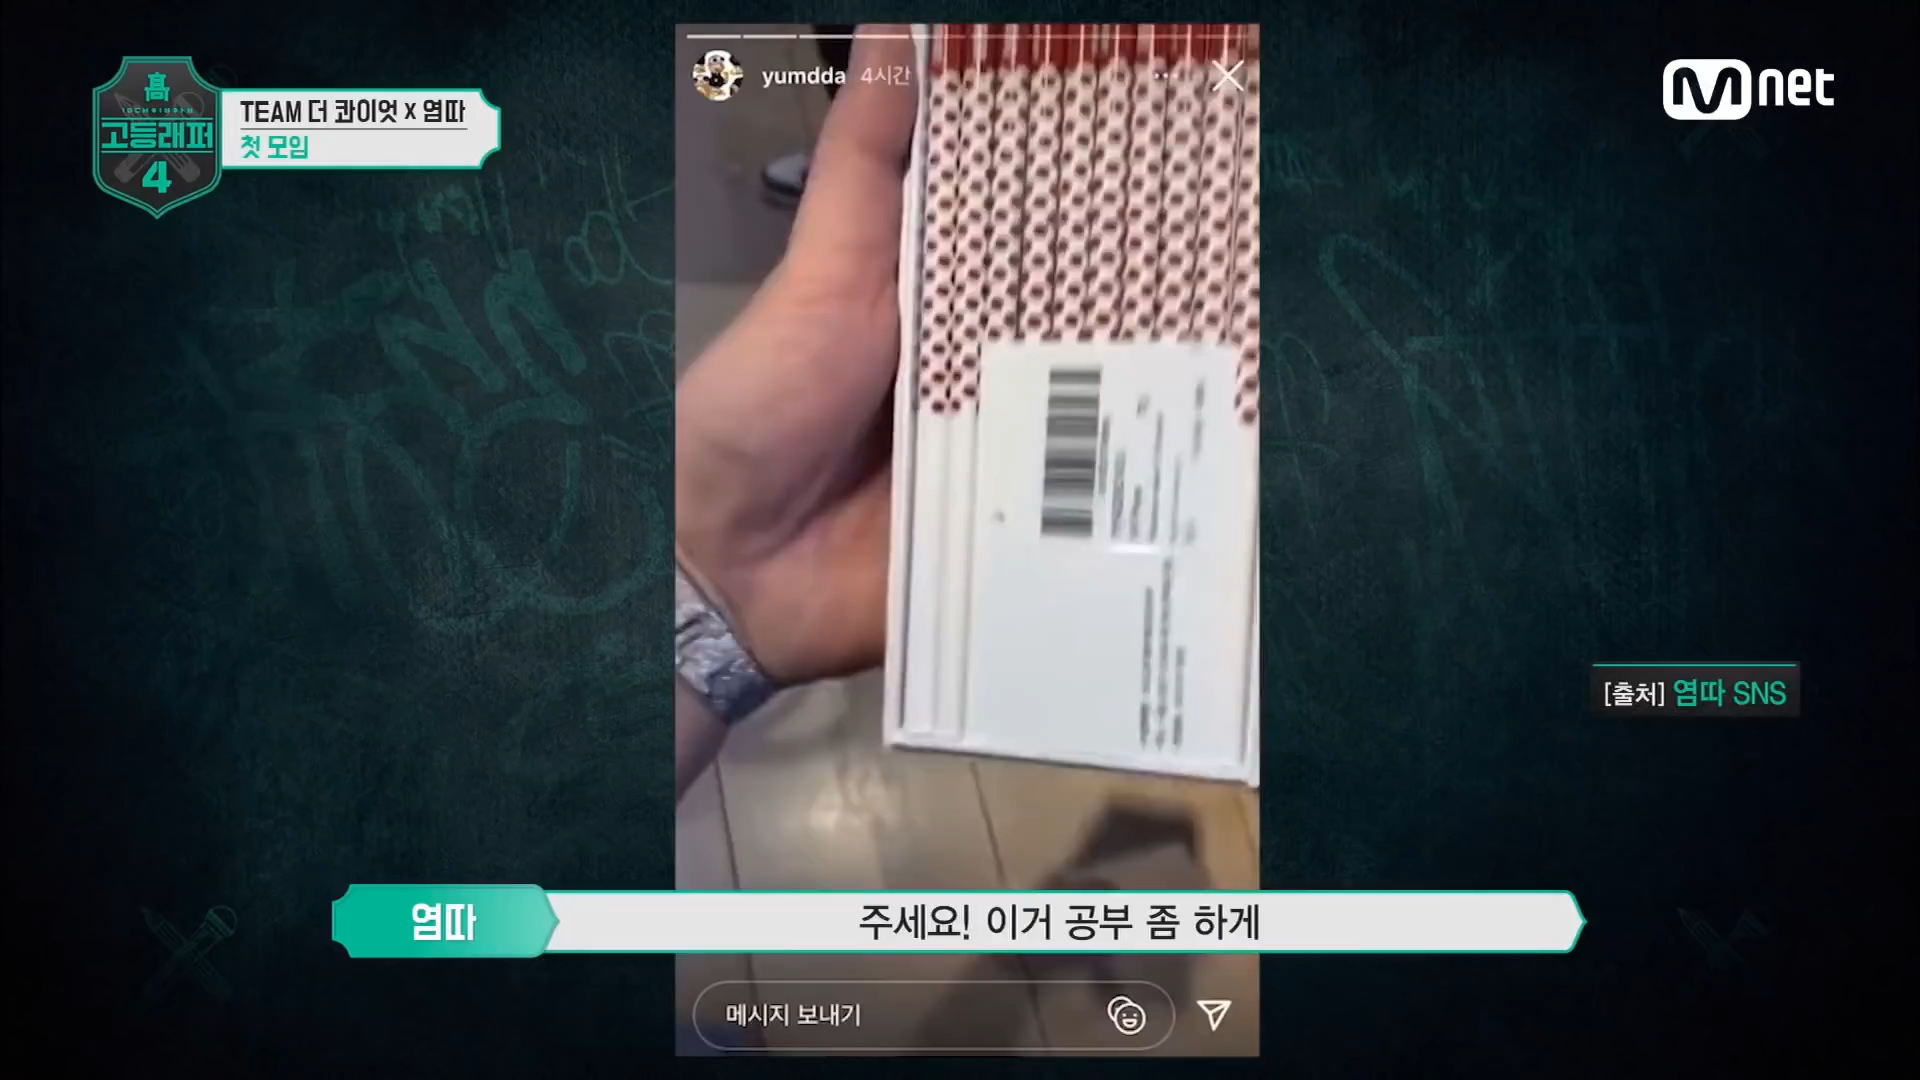 高
고등래퍼
4
TEAM 더 콰이엇 x 염따
첫 모임
yumdda 4시간
Mnet
[출처] 염따 SNS
염따
주세요! 이거 공부 좀 하게
메시지 보내기